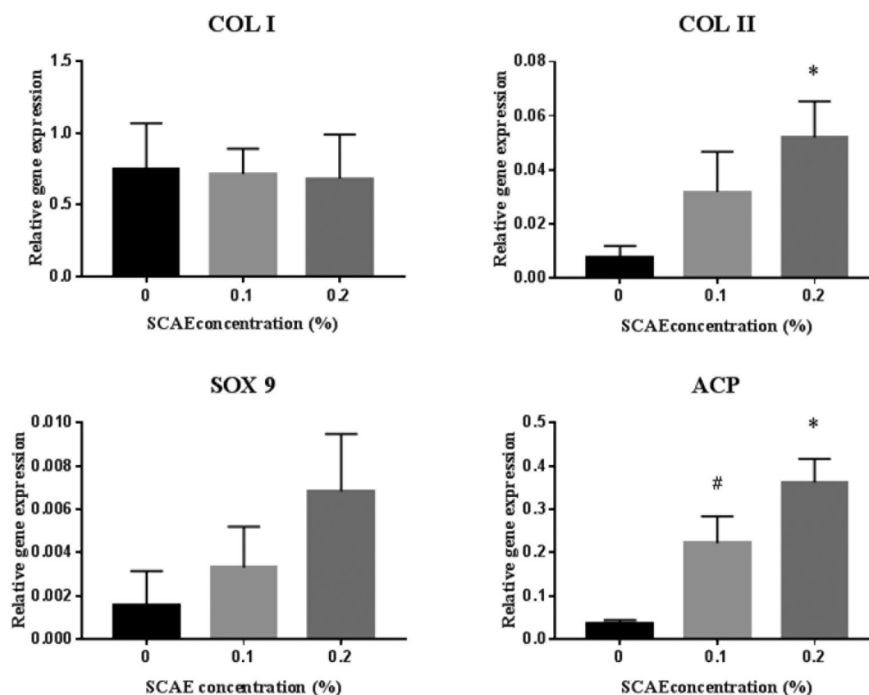 COL I
Relative gene expression
1.5
1.0
0.5
0.0
0 0.1 0.2
SCAEconcentration (%)
COL II
Relative gene expression
0.08
0.06
0.04
0.02
0.00
*
0 0.1 0.2
SCAEconcentration (%)
SOX 9
Relative gene expression
0.010
0.008
0.006
0.004
0.002
0.000
0 0.1 0.2
SCAE concentration (%)
ACP
Relative gene expression
0.5
0.4
0.3
0.2
0.1
0.0
#
*
0 0.1 0.2
SCAEconcentration (%)